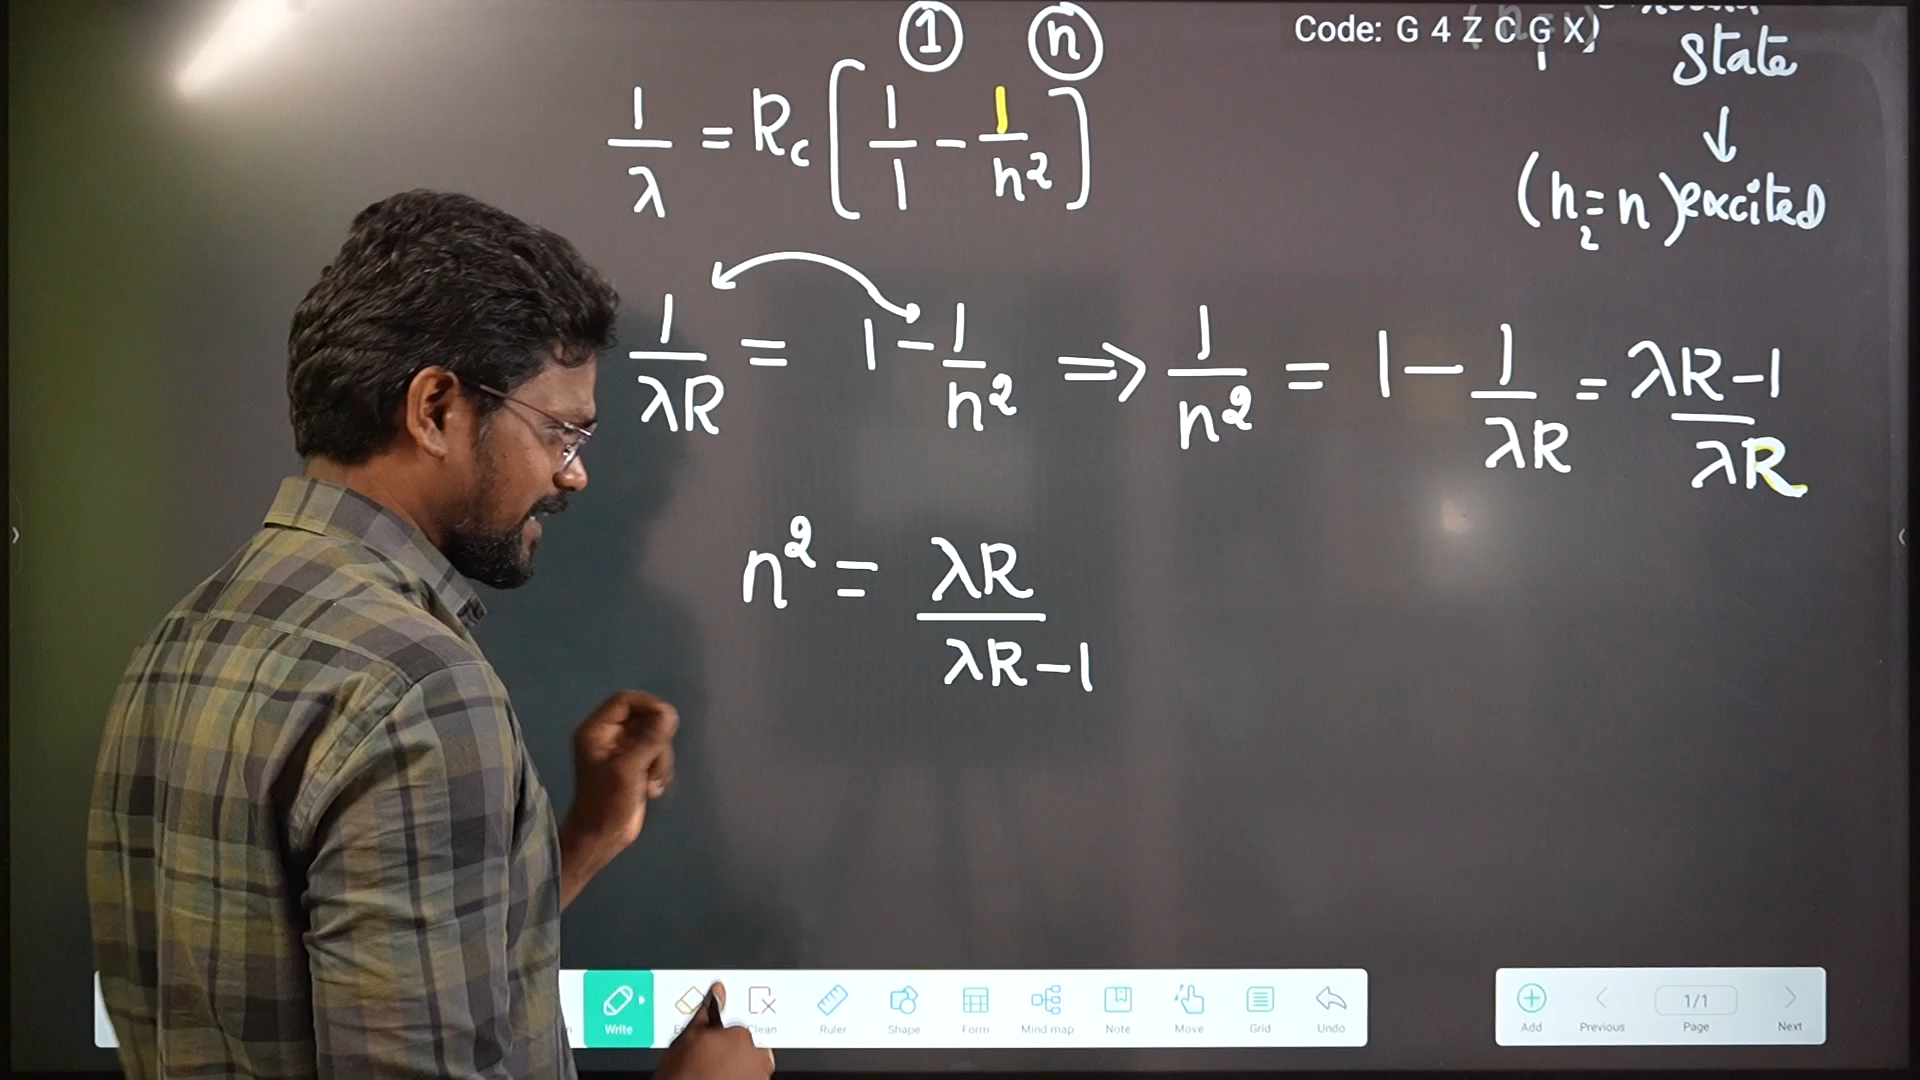 ① ⓝ
Code: G 4 Z C G X)
state
↓
1/λ = R_c [1/1 - 1/n²]
(n₂=n) excited
1/λR = 1 - 1/n² ⇒ 1/n² = 1 - 1/λR = λR-1/λR
n² = λR/λR-1
Write
Clean
Ruler
Shape
Form
Mind map
Note
Move
Grid
Undo
Add
Previous
1/1
Page
Next